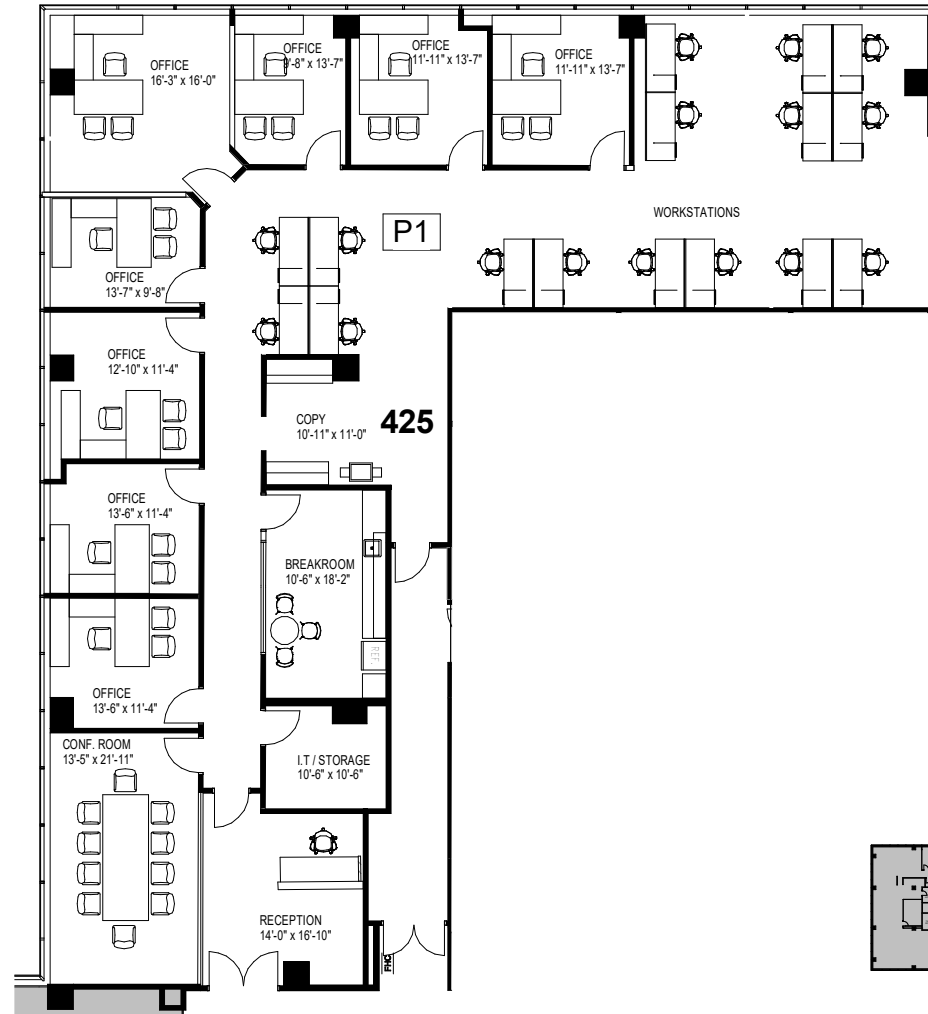 OFFICE
16'-3" x 16'-0"
OFFICE
9'-8" x 13'-7"
OFFICE
11'-11" x 13'-7"
OFFICE
11'-11" x 13'-7"
WORKSTATIONS
P1
OFFICE
13'-7" x 9'-8"
OFFICE
12'-10" x 11'-4"
COPY
10'-11" x 11'-0"
425
OFFICE
13'-6" x 11'-4"
BREAKROOM
10'-6" x 18'-2"
REF.
OFFICE
13'-6" x 11'-4"
CONF. ROOM
13'-5" x 21'-11"
I.T / STORAGE
10'-6" x 10'-6"
RECEPTION
14'-0" x 16'-10"
FHC